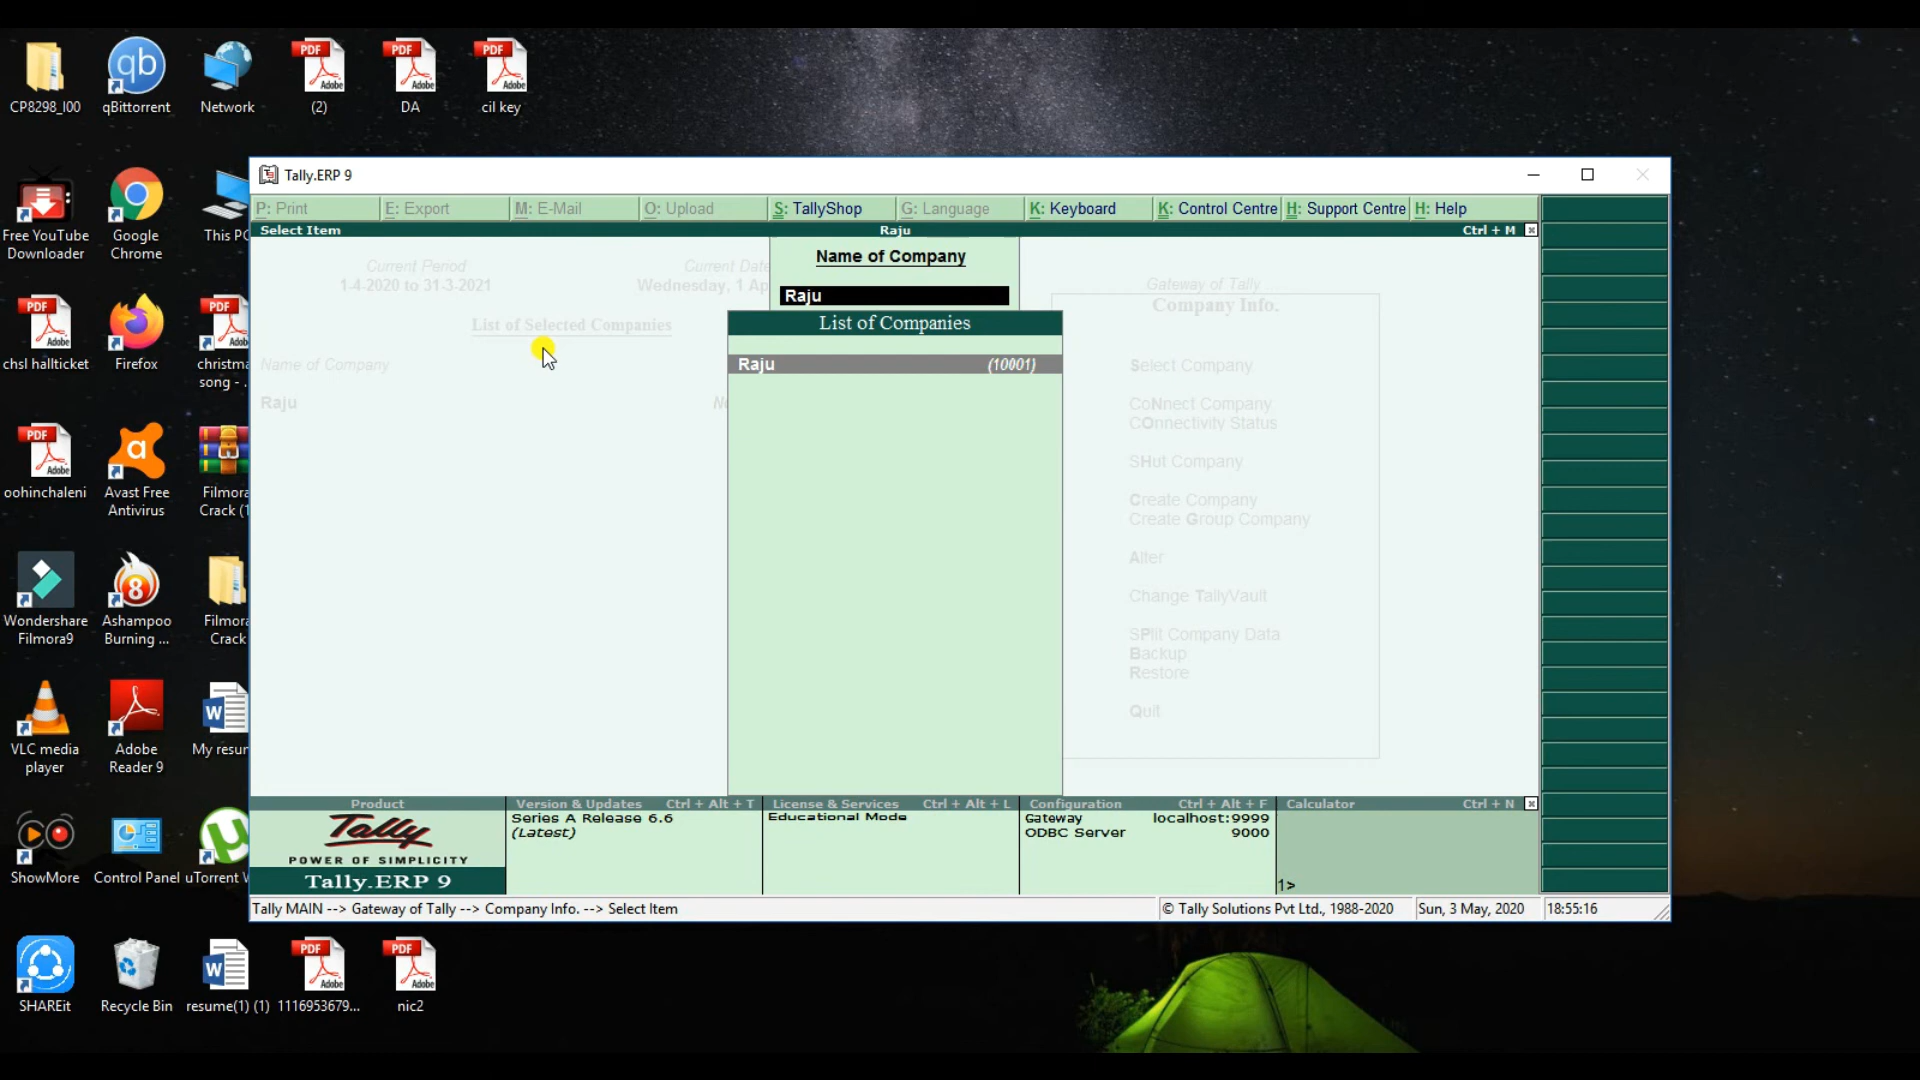 CP8298_I00
qBittorrent
Network
(2)
DA
cil key
Free YouTube
Downloader
Google
Chrome
This PC
chsl hallticket
Firefox
christma
song - ..
oohinchaleni
Avast Free
Antivirus
Filmora
Crack (1
Wondershare
Filmora9
Ashampoo
Burning ...
Filmora
Crack
VLC media
player
Adobe
Reader 9
My resum
ShowMore
Control Panel
uTorrent W
SHAREit
Recycle Bin
resume(1) (1)
1116953679...
nic2
Tally.ERP 9
P: Print
E: Export
M: E-Mail
O: Upload
S: TallyShop
G: Language
K: Keyboard
K: Control Centre
H: Support Centre
H: Help
Select Item
Raju
Ctrl + M
Current Period
1-4-2020 to 31-3-2021
Current Date
Wednesday, 1 Ap
List of Selected Companies
Name of Company
Raju
Name of Company
Raju
List of Companies
Raju (10001)
Gateway of Tally ...
Company Info.
Select Company
CoNnect Company
COnnectivity Status
SHut Company
Create Company
Create Group Company
Alter
Change TallyVault
SPlit Company Data
Backup
Restore
Quit
Product
Tally
POWER OF SIMPLICITY
Tally.ERP 9
Version & Updates Ctrl + Alt + T
Series A Release 6.6
(Latest)
License & Services Ctrl + Alt + L
Educational Mode
Configuration Ctrl + Alt + F
Gateway localhost:9999
ODBC Server 9000
Calculator Ctrl + N
1>
Tally MAIN --> Gateway of Tally --> Company Info. --> Select Item
© Tally Solutions Pvt Ltd., 1988-2020
Sun, 3 May, 2020
18:55:16